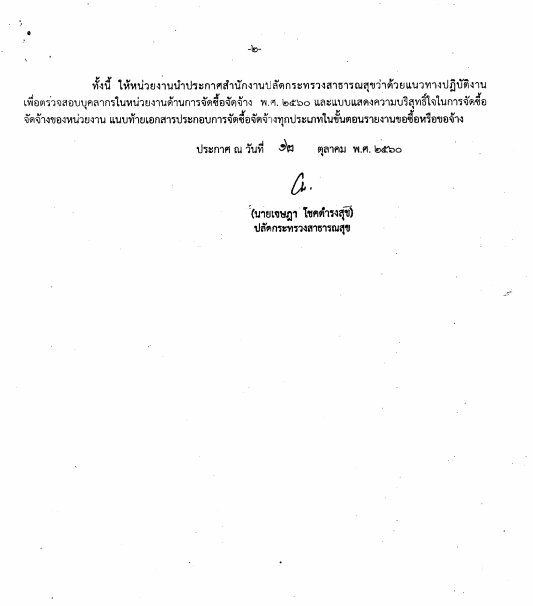 -๒-
ทั้งนี้ ให้หน่วยงานนำประกาศสำนักงานปลัดกระทรวงสาธารณสุขว่าด้วยแนวทางปฏิบัติงาน
เพื่อตรวจสอบบุคลากรในหน่วยงานด้านการจัดซื้อจัดจ้าง พ.ศ. ๒๕๖๐ และแบบแสดงความบริสุทธิ์ใจในการจัดซื้อ
จัดจ้างของหน่วยงาน แนบท้ายเอกสารประกอบการจัดซื้อจัดจ้างทุกประเภทในขั้นตอนรายงานขอซื้อหรือขอจ้าง
ประกาศ ณ วันที่ ๑๒ ตุลาคม พ.ศ. ๒๕๖๐
(นายเจษฎา โชคดำรงสุข)
ปลัดกระทรวงสาธารณสุข